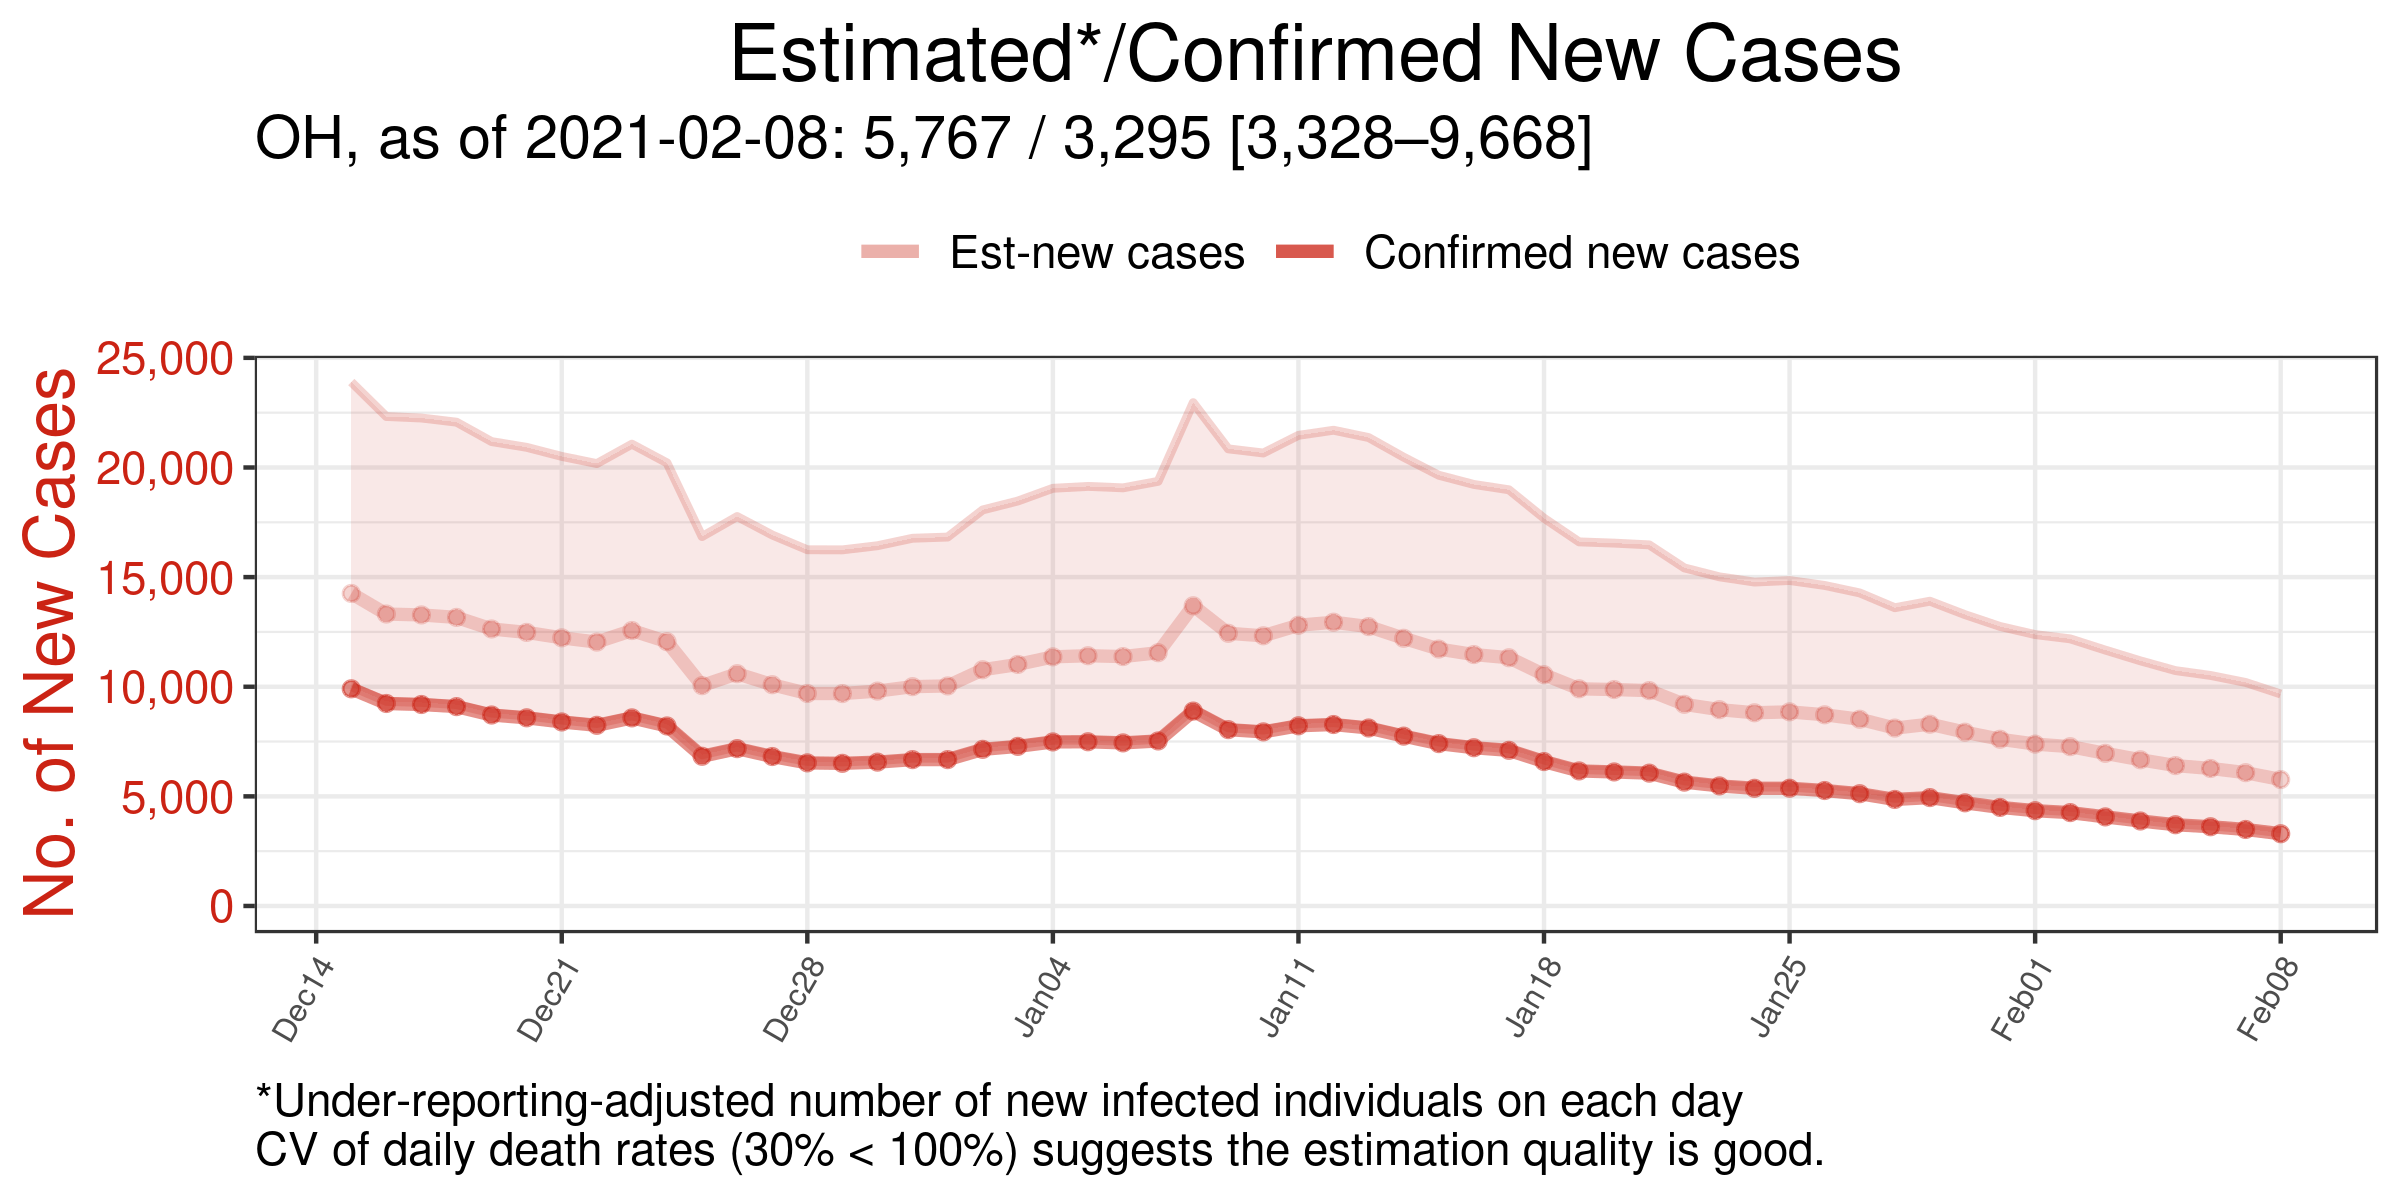 Estimated*/Confirmed New Cases
OH, as of 2021-02-08: 5,767 / 3,295 [3,328–9,668]
Est-new cases Confirmed new cases
No. of New Cases
25,000
20,000
15,000
10,000
5,000
0
Dec14 Dec21 Dec28 Jan04 Jan11 Jan18 Jan25 Feb01 Feb08
*Under-reporting-adjusted number of new infected individuals on each day
CV of daily death rates (30% < 100%) suggests the estimation quality is good.